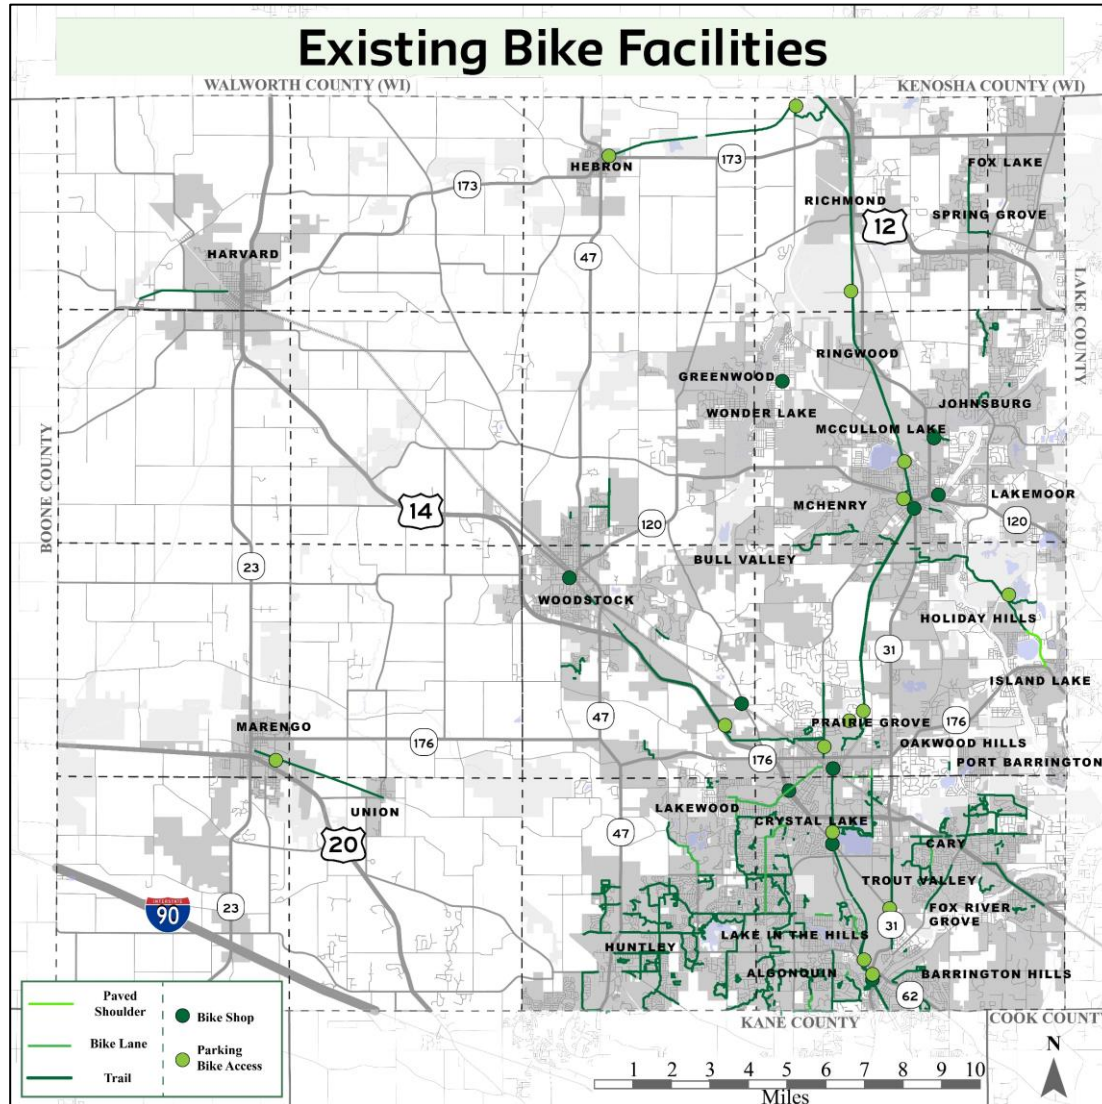 Existing Bike Facilities
WALWORTH COUNTY (WI)
KENOSHA COUNTY (WI)
HEBRON
173
173
FOX LAKE
RICHMOND
SPRING GROVE
12
HARVARD
47
LAKE COUNTY
RINGWOOD
GREENWOOD
WONDER LAKE
JOHNSBURG
MCCULLOM LAKE
BOONE COUNTY
14
MCHENRY
LAKEMOOR
120
120
23
BULL VALLEY
WOODSTOCK
HOLIDAY HILLS
31
ISLAND LAKE
MARENGO
47
PRAIRIE GROVE
176
176
176
OAKWOOD HILLS
PORT BARRINGTON
UNION
LAKEWOOD
CRYSTAL LAKE
47
20
CARY
TROUT VALLEY
90
INTERSTATE
23
FOX RIVER
GROVE
31
LAKE IN THE HILLS
HUNTLEY
ALGONQUIN
BARRINGTON HILLS
62
KANE COUNTY
COOK COUNTY
Paved
Shoulder
Bike Lane
Trail
Bike Shop
Parking
Bike Access
N
1 2 3 4 5 6 7 8 9 10
Miles